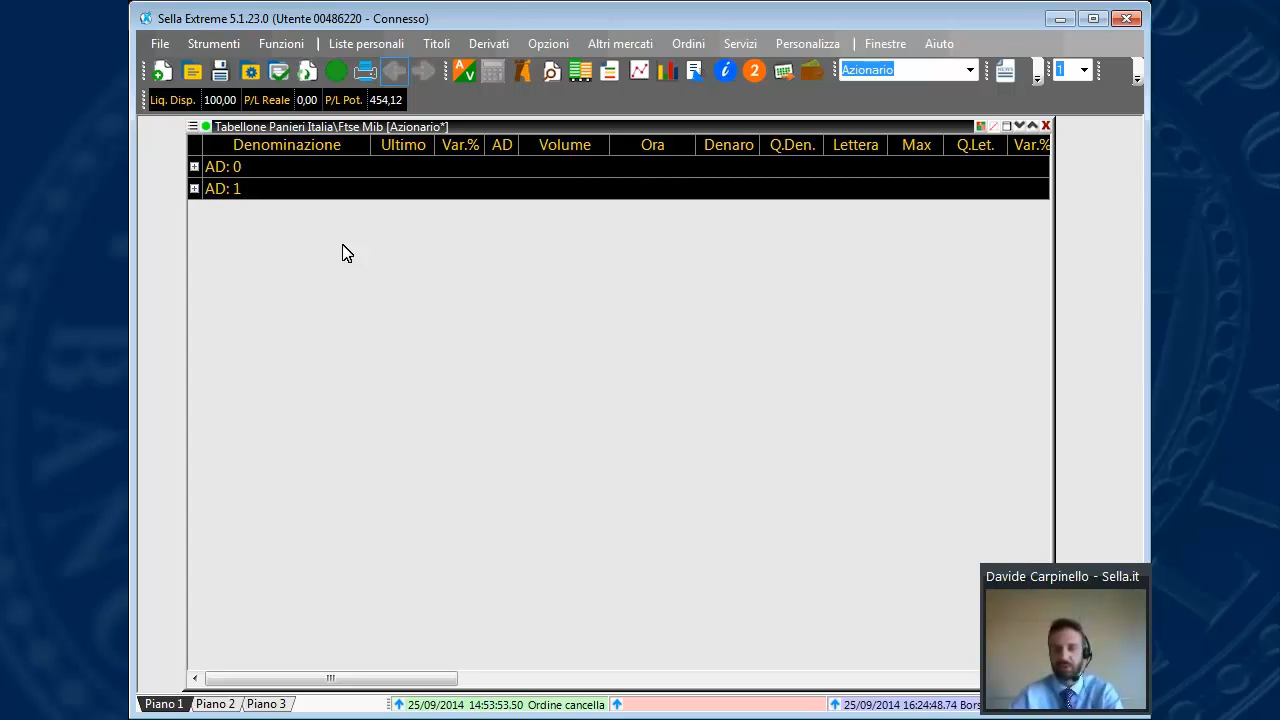 Sella Extreme 5.1.23.0 (Utente 00486220 - Connesso)
File Strumenti Funzioni Liste personali Titoli Derivati Opzioni Altri mercati Ordini Servizi Personalizza Finestre Aiuto
Azionario 1
Liq. Disp. 100,00 P/L Reale 0,00 P/L Pot. 454,12
Tabellone Panieri Italia\Ftse Mib [Azionario*]
Denominazione Ultimo Var.% AD Volume Ora Denaro Q.Den. Lettera Max Q.Let. Var.%
AD: 0
AD: 1
Davide Carpinello - Sella.it
Piano 1 Piano 2 Piano 3 25/09/2014 14:53:53.50 Ordine cancella 25/09/2014 16:24:48.74 Bors